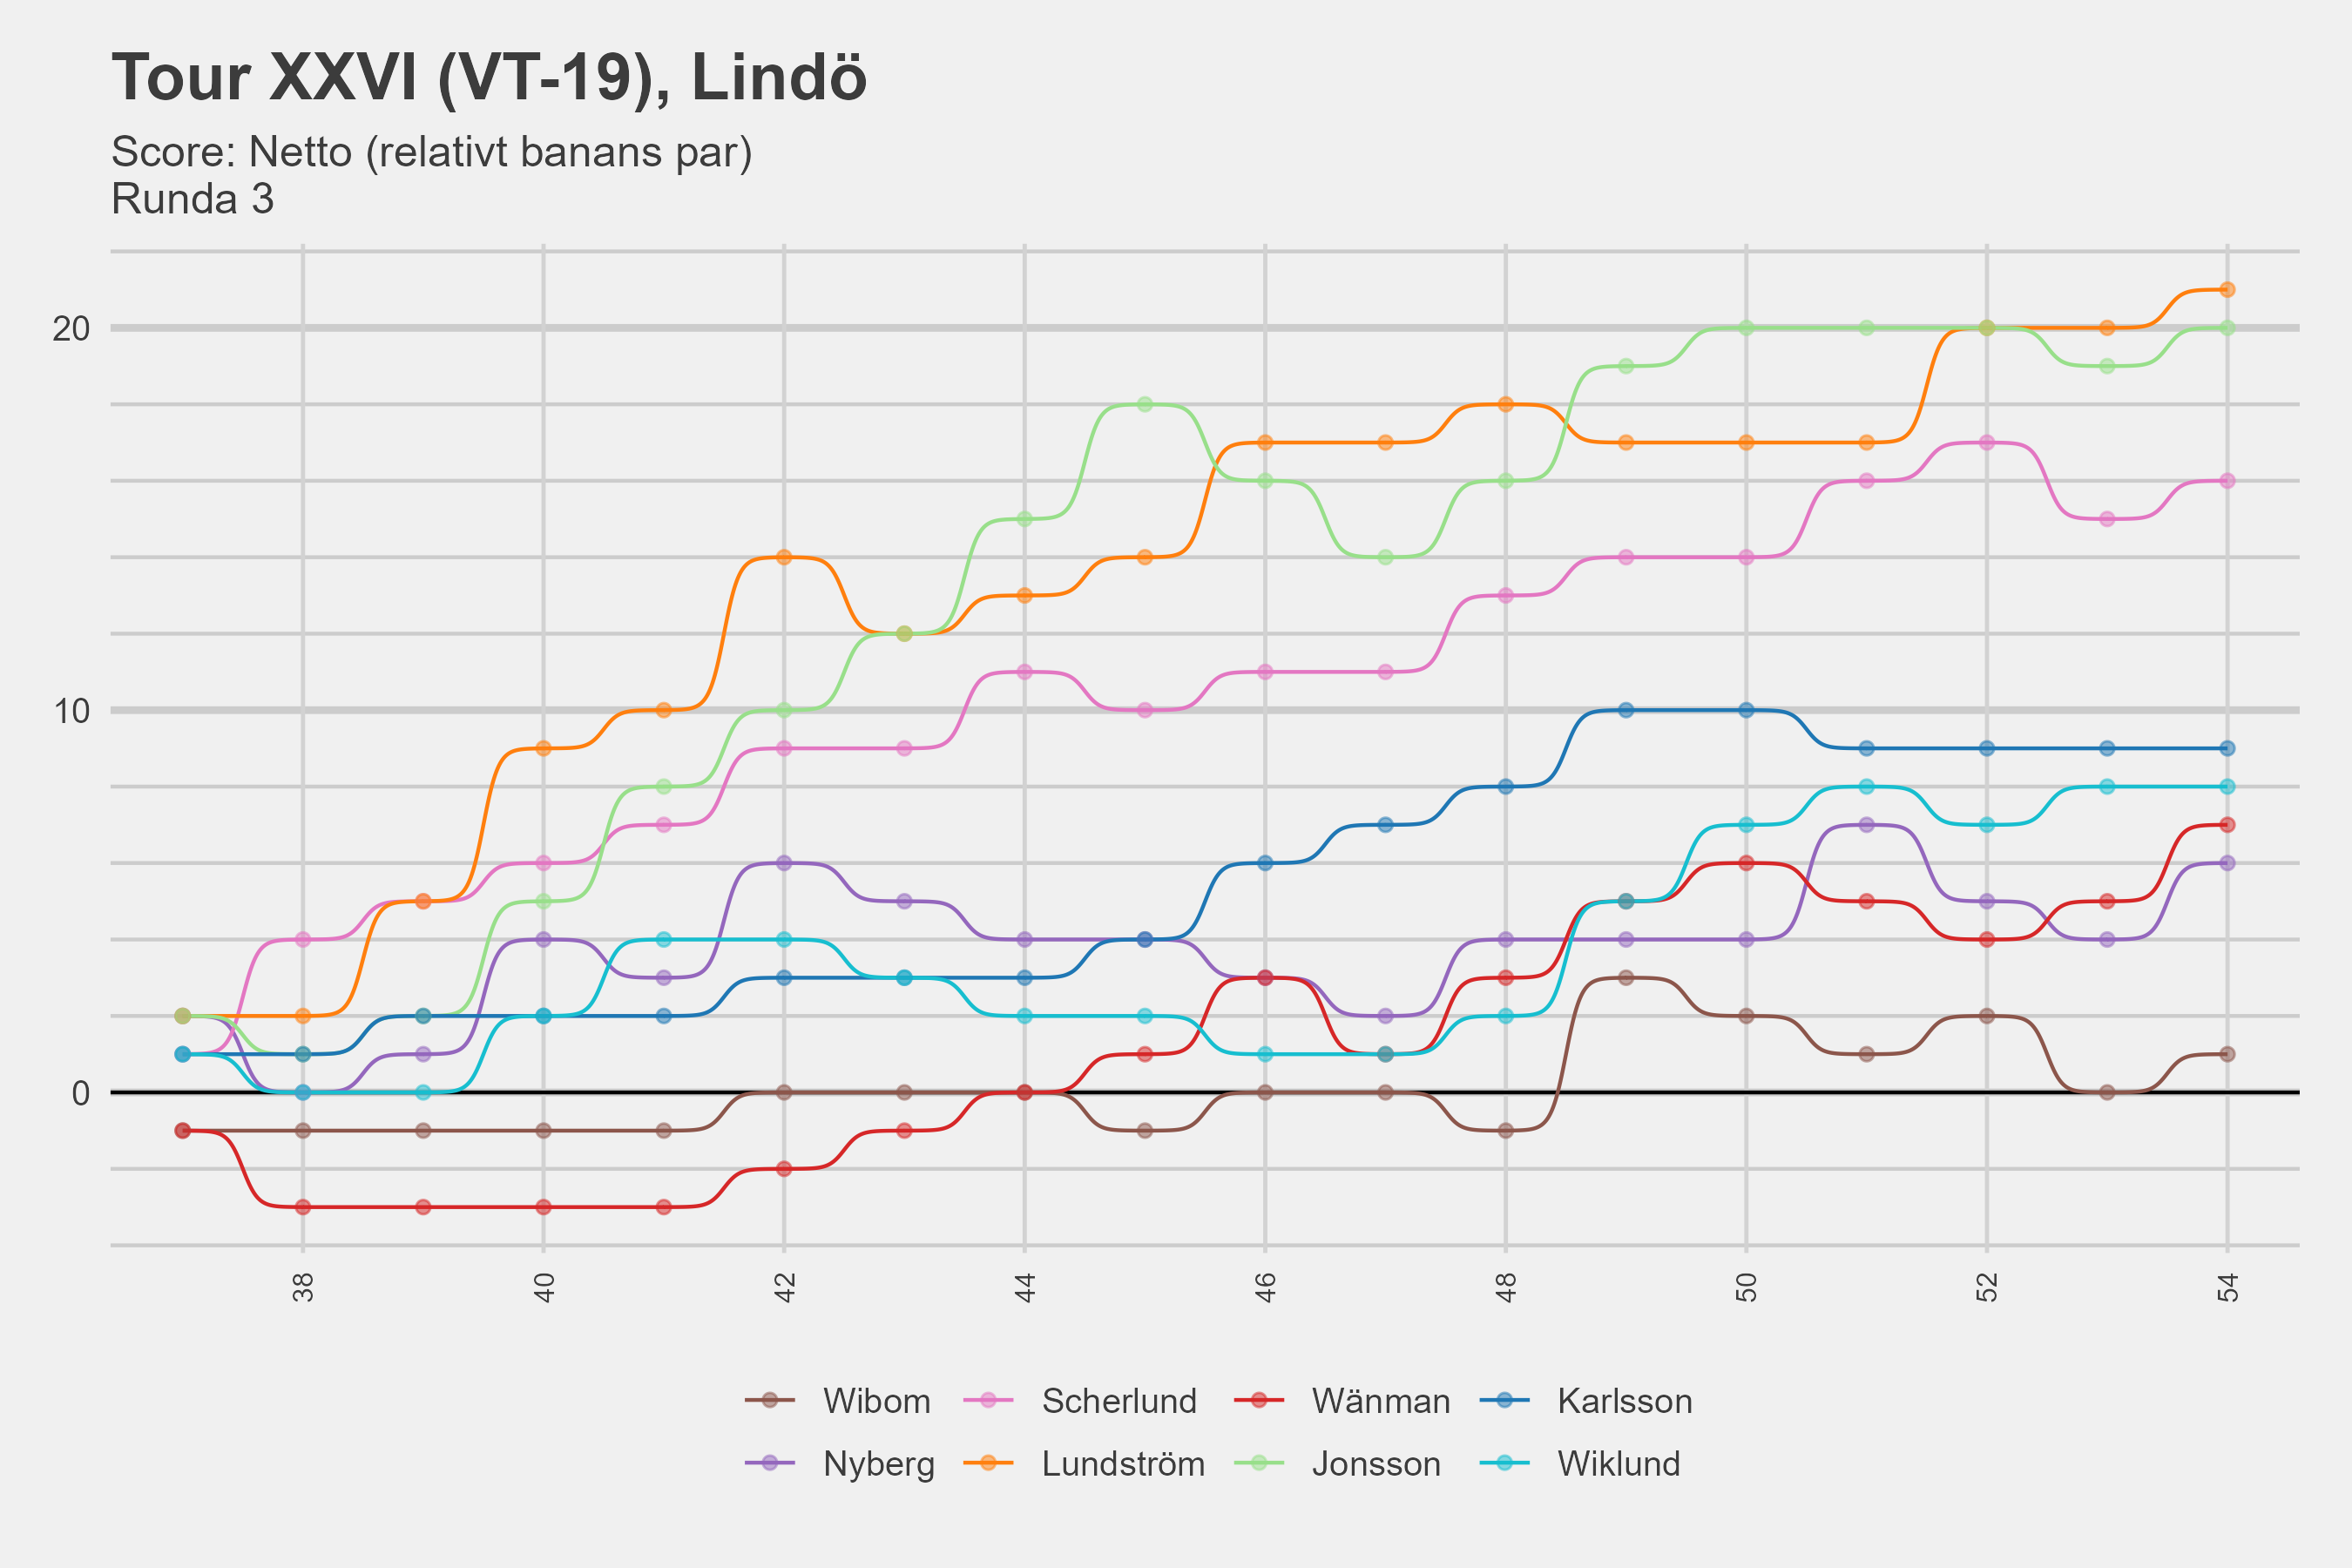 Tour XXVI (VT-19), Lindö
Score: Netto (relativt banans par)
Runda 3
20
10
0
38 40 42 44 46 48 50 52 54
Wibom Scherlund Wänman Karlsson
Nyberg Lundström Jonsson Wiklund